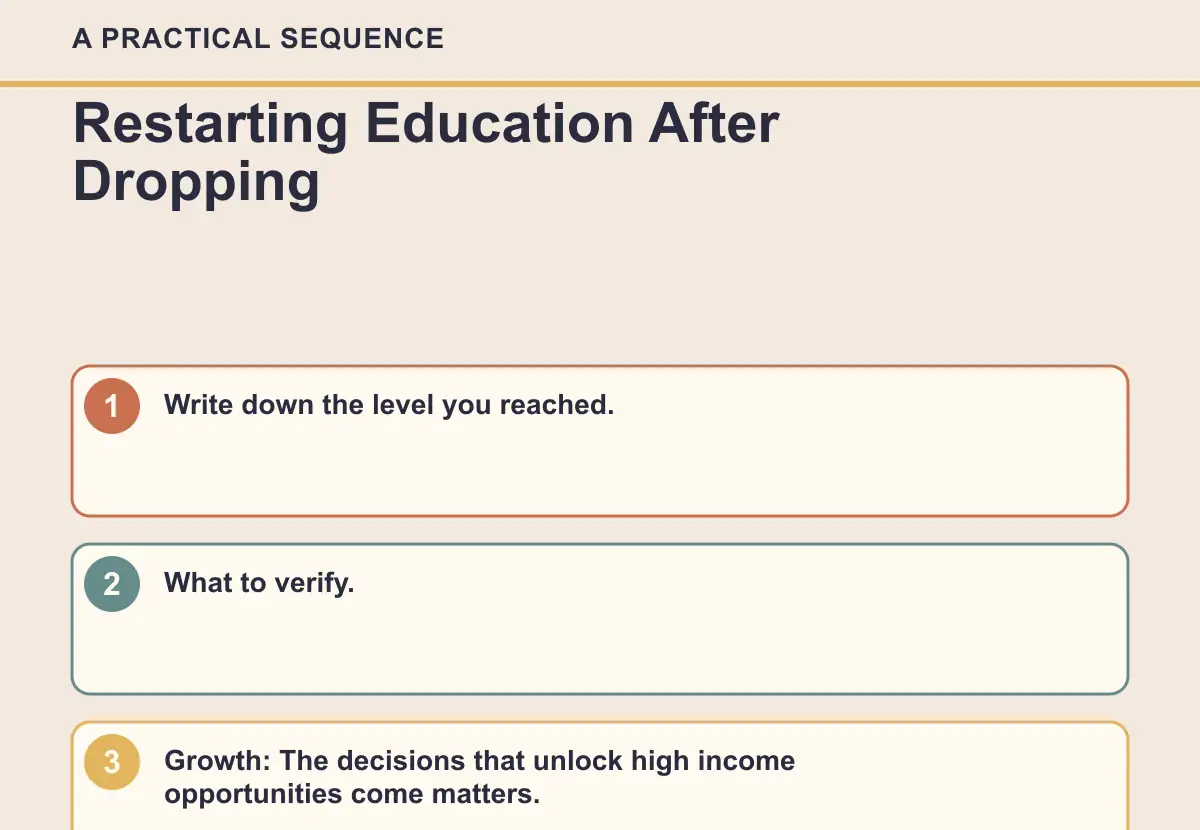 A PRACTICAL SEQUENCE
Restarting Education After
Dropping
1
Write down the level you reached.
2
What to verify.
3
Growth: The decisions that unlock high income
opportunities come matters.